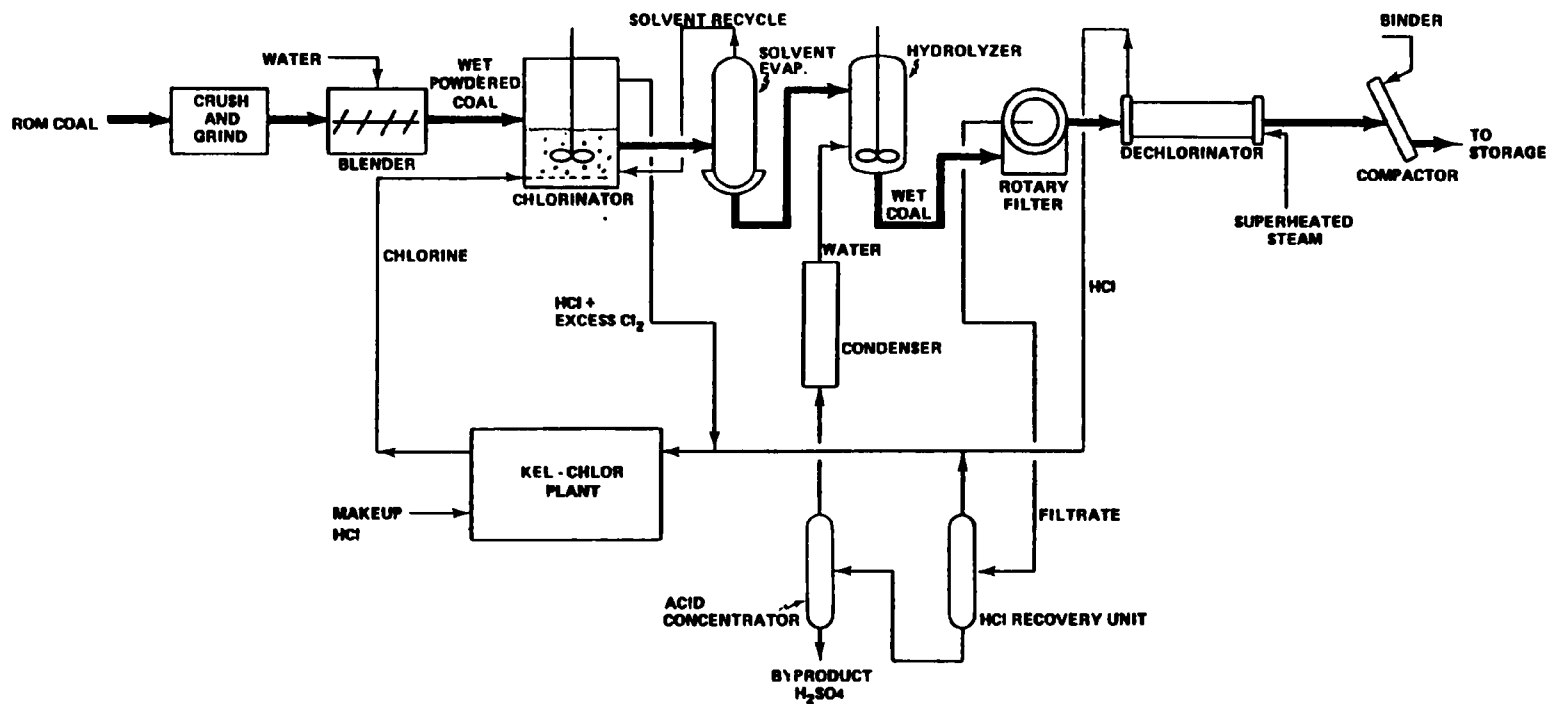 SOLVENT RECYCLE
BINDER
WATER
WET
POWDERED
COAL
SOLVENT
EVAP.
HYDROLYZER
ROM COAL
CRUSH
AND
GRIND
BLENDER
CHLORINATOR
WET
COAL
ROTARY
FILTER
DECHLORINATOR
COMPACTOR
TO
STORAGE
SUPERHEATED
STEAM
CHLORINE
WATER
HCl
HCl +
EXCESS Cl₂
CONDENSER
KEL - CHLOR
PLANT
MAKEUP
HCl
FILTRATE
ACID
CONCENTRATOR
HCl RECOVERY UNIT
BYPRODUCT
H₂SO₄